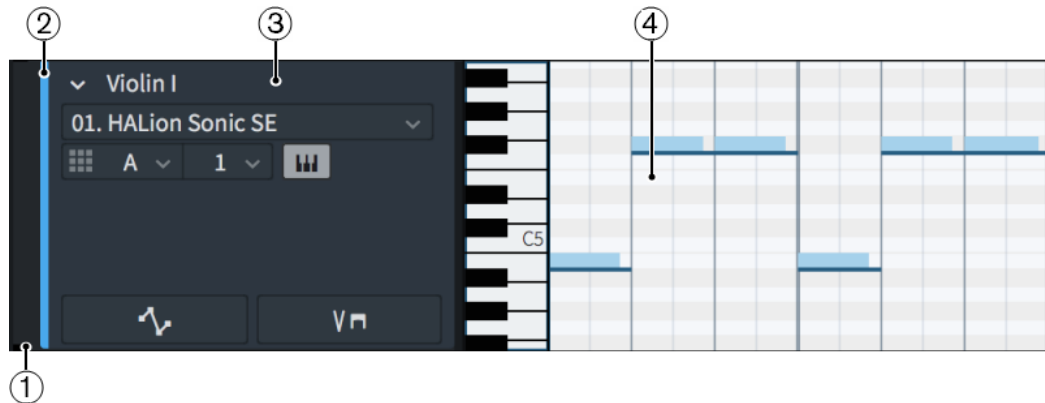 ② ③ ④
Violin I
01. HALion Sonic SE
A 1
C5
①